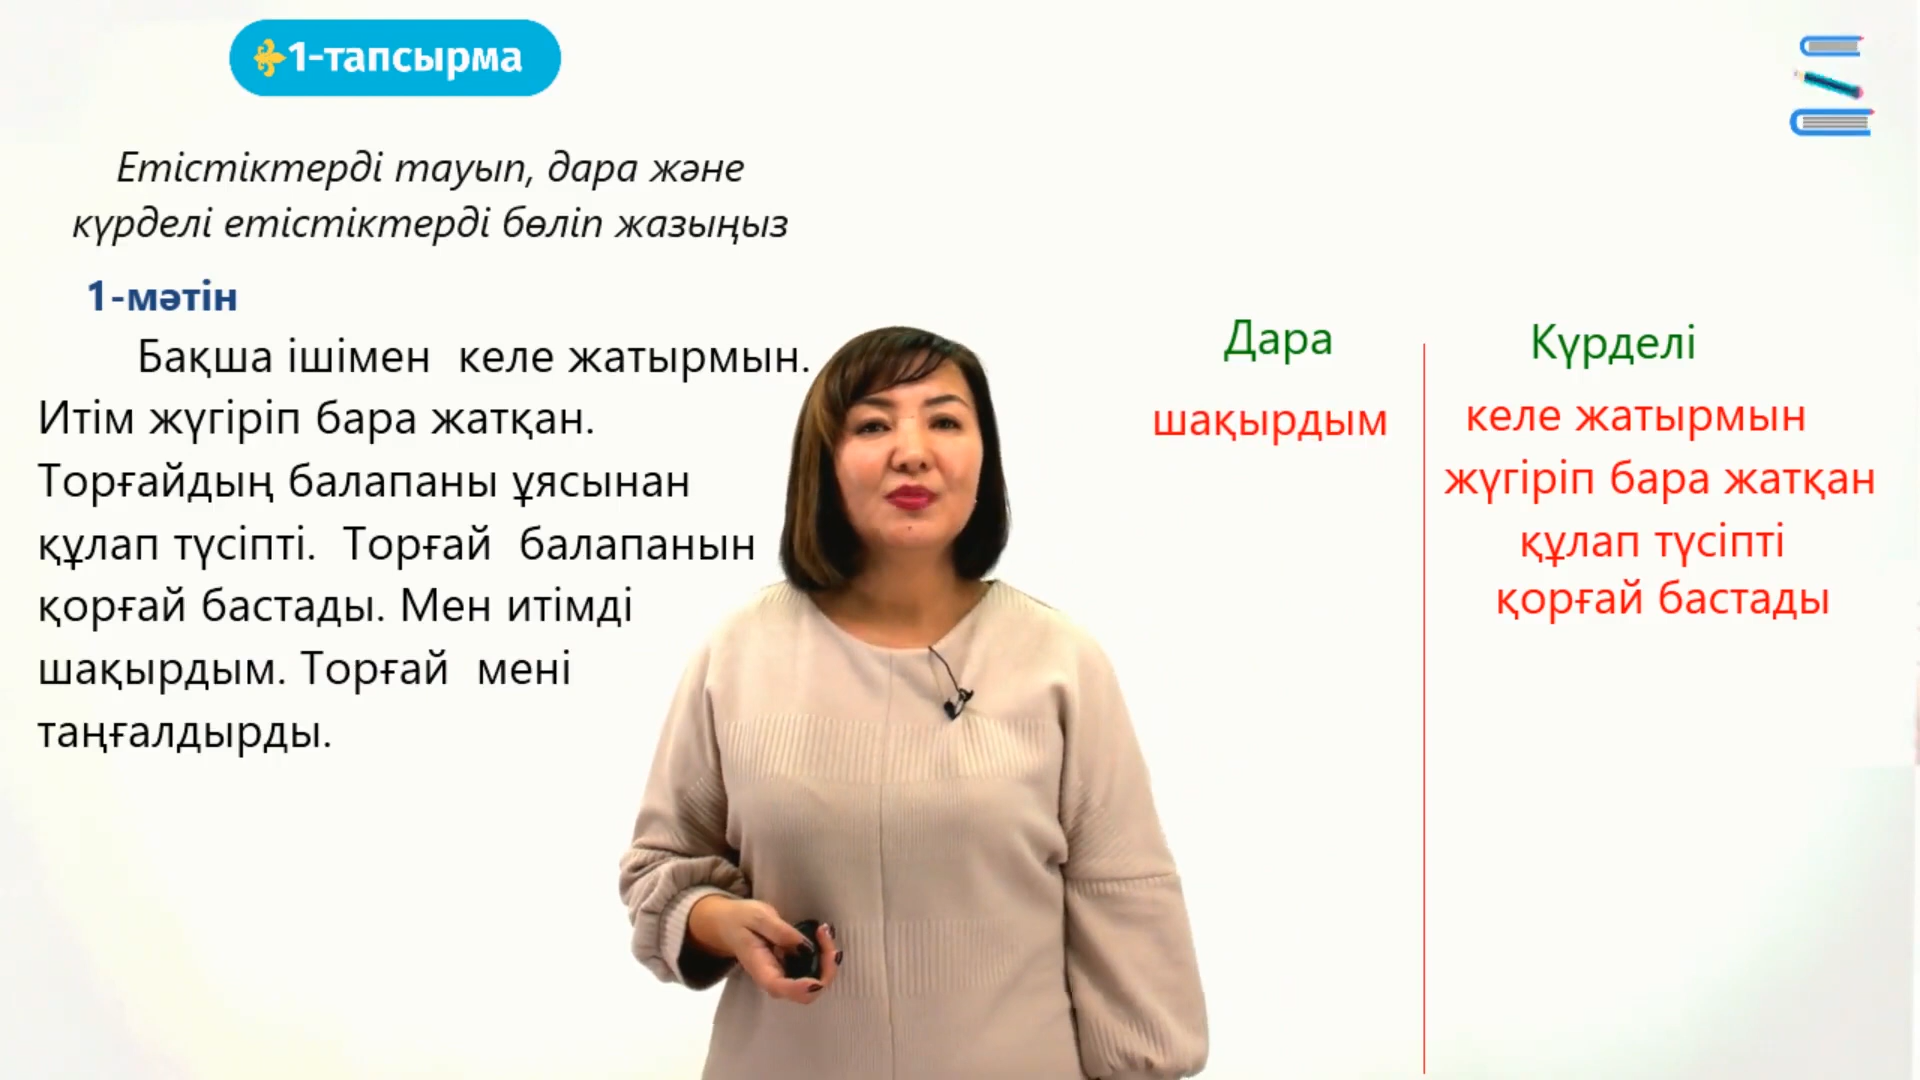 1-тапсырма
Етістіктерді тауып, дара және
күрделі етістіктерді бөліп жазыңыз
1-мәтін
Бақша ішімен келе жатырмын.
Итім жүгіріп бара жатқан.
Торғайдың балапаны ұясынан
құлап түсіпті. Торғай балапанын
қорғай бастады. Мен итімді
шақырдым. Торғай мені
таңғалдырды.
Дара
шақырдым
Күрделі
келе жатырмын
жүгіріп бара жатқан
құлап түсіпті
қорғай бастады